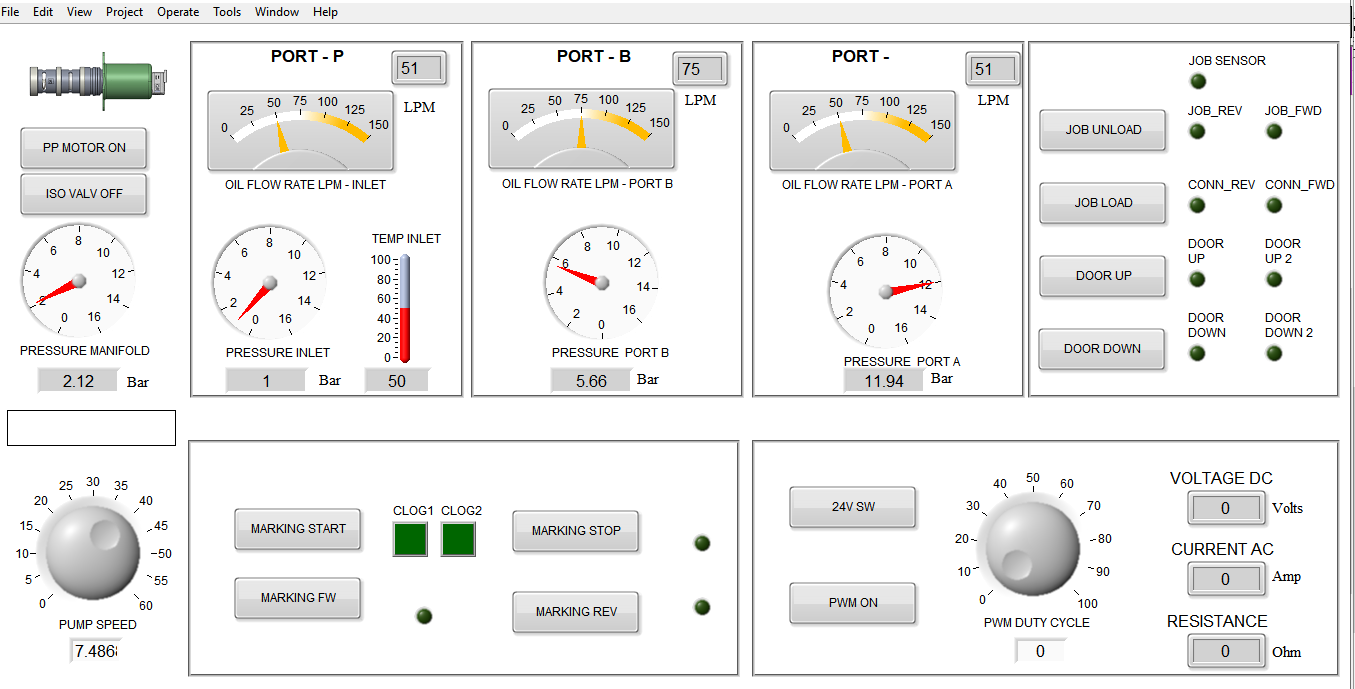 File Edit View Project Operate Tools Window Help
PP MOTOR ON
ISO VALV OFF
0 2 4 6 8 10 12 14 16
PRESSURE MANIFOLD
2.12 Bar
PORT - P
51
LPM
0 25 50 75 100 125 150
OIL FLOW RATE LPM - INLET
0 2 4 6 8 10 12 14 16
PRESSURE INLET
1 Bar
TEMP INLET
100
80
60
40
20
0
50
PORT - B
75
LPM
0 25 50 75 100 125 150
OIL FLOW RATE LPM - PORT B
0 2 4 6 8 10 12 14 16
PRESSURE PORT B
5.66 Bar
PORT -
51
LPM
0 25 50 75 100 125 150
OIL FLOW RATE LPM - PORT A
0 2 4 6 8 10 12 14 16
PRESSURE PORT A
11.94 Bar
JOB SENSOR
JOB UNLOAD
JOB_REV JOB_FWD
JOB LOAD
CONN_REV CONN_FWD
DOOR UP
DOOR
UP
DOOR
UP 2
DOOR DOWN
DOOR
DOWN
DOOR
DOWN 2
0 5 10 15 20 25 30 35 40 45 50 55 60
PUMP SPEED
7.486
MARKING START
CLOG1 CLOG2
MARKING STOP
MARKING FW
MARKING REV
24V SW
PWM ON
0 10 20 30 40 50 60 70 80 90 100
PWM DUTY CYCLE
0
VOLTAGE DC
0 Volts
CURRENT AC
0 Amp
RESISTANCE
0 Ohm